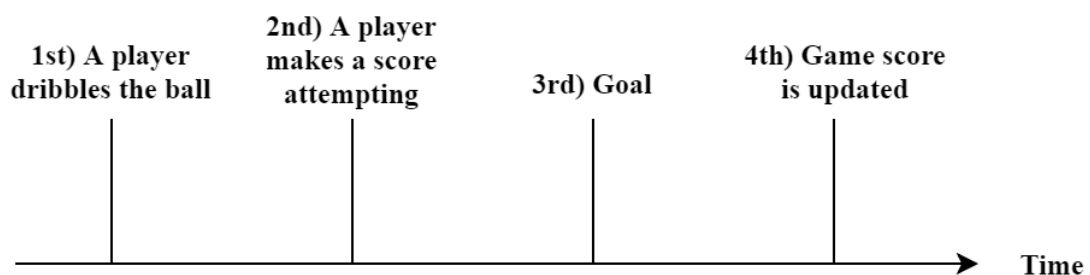 1st) A player
dribbles the ball
2nd) A player
makes a score
attempting
3rd) Goal
4th) Game score
is updated
Time